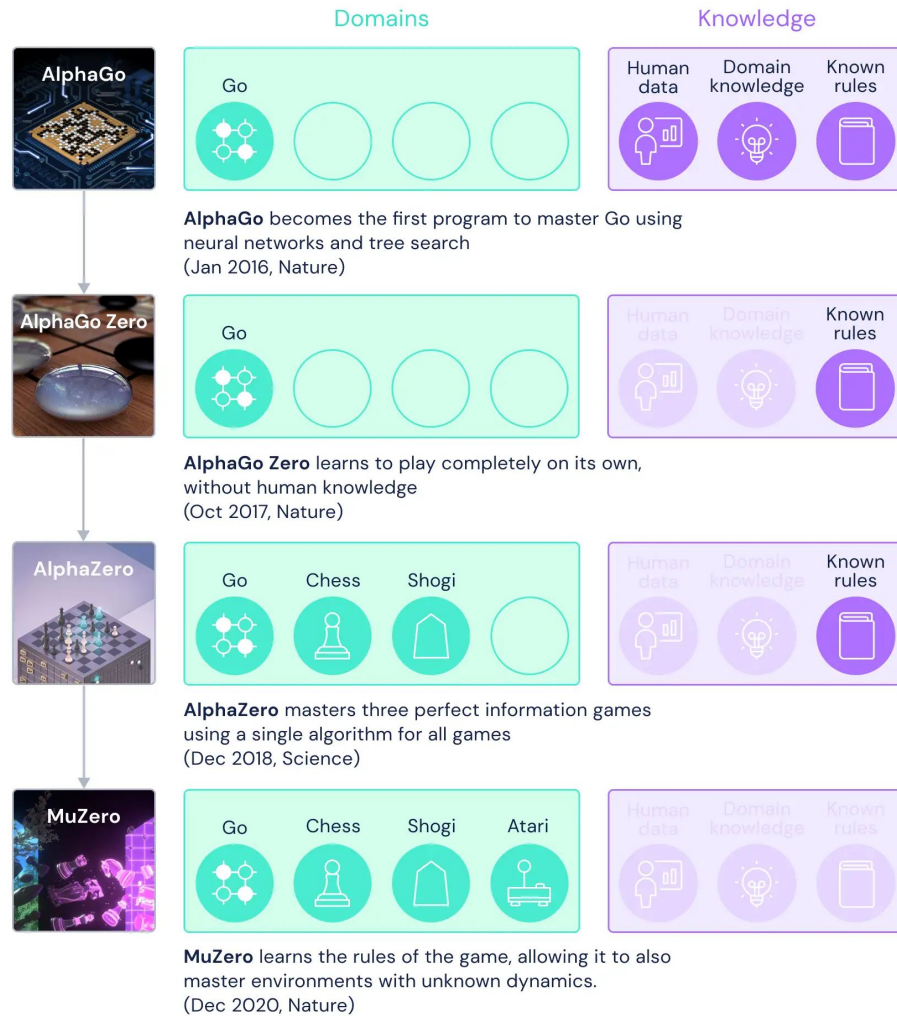 Domains
Knowledge
AlphaGo
Go
Human data
Domain knowledge
Known rules
AlphaGo becomes the first program to master Go using
neural networks and tree search
(Jan 2016, Nature)
AlphaGo Zero
Go
Human data
Domain knowledge
Known rules
AlphaGo Zero learns to play completely on its own,
without human knowledge
(Oct 2017, Nature)
AlphaZero
Go
Chess
Shogi
Human data
Domain knowledge
Known rules
AlphaZero masters three perfect information games
using a single algorithm for all games
(Dec 2018, Science)
MuZero
Go
Chess
Shogi
Atari
Human data
Domain knowledge
Known rules
MuZero learns the rules of the game, allowing it to also
master environments with unknown dynamics.
(Dec 2020, Nature)